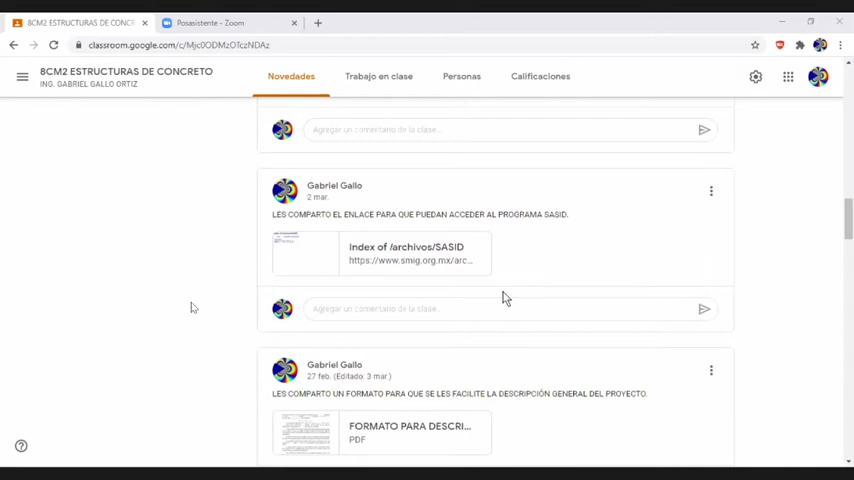 8CM2 ESTRUCTURAS DE CONCR
Posasistente - Zoom
classroom.google.com/c/Mjc0ODMzOTczNDAz
8CM2 ESTRUCTURAS DE CONCRETO
ING. GABRIEL GALLO ORTIZ
Novedades
Trabajo en clase
Personas
Calificaciones
Agregar un comentario de la clase...
Gabriel Gallo
2 mar.
LES COMPARTO EL ENLACE PARA QUE PUEDAN ACCEDER AL PROGRAMA SASID.
Index of /archivos/SASID
https://www.smig.org.mx/arc...
Agregar un comentario de la clase...
Gabriel Gallo
27 feb. (Editado: 3 mar.)
LES COMPARTO UN FORMATO PARA QUE SE LES FACILITE LA DESCRIPCIÓN GENERAL DEL PROYECTO.
FORMATO PARA DESCRI...
PDF